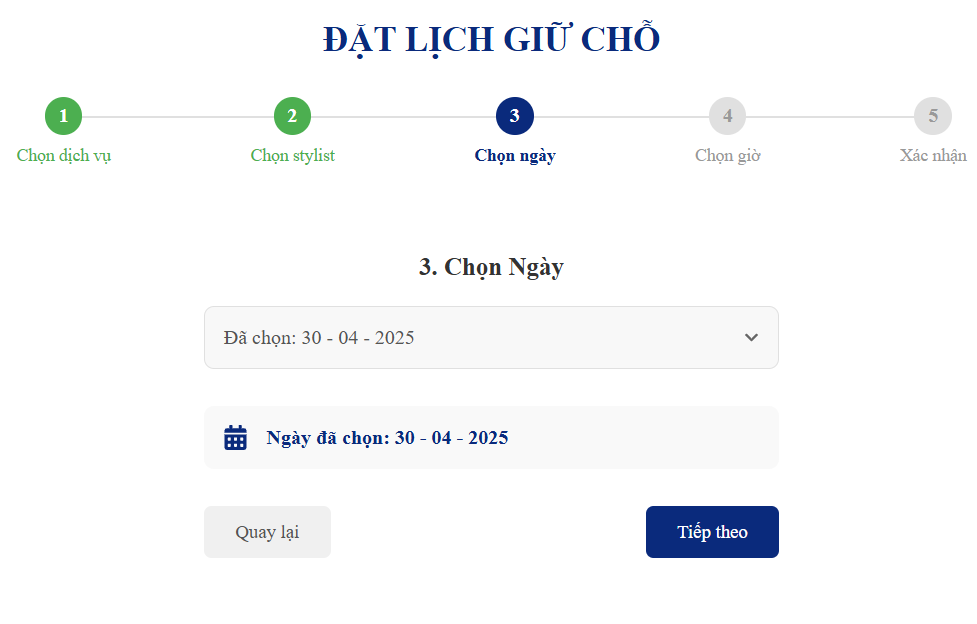 ĐẶT LỊCH GIỮ CHỖ
1 2 3 4 5
Chọn dịch vụ Chọn stylist Chọn ngày Chọn giờ Xác nhận
3. Chọn Ngày
Đã chọn: 30 - 04 - 2025
Ngày đã chọn: 30 - 04 - 2025
Quay lại Tiếp theo